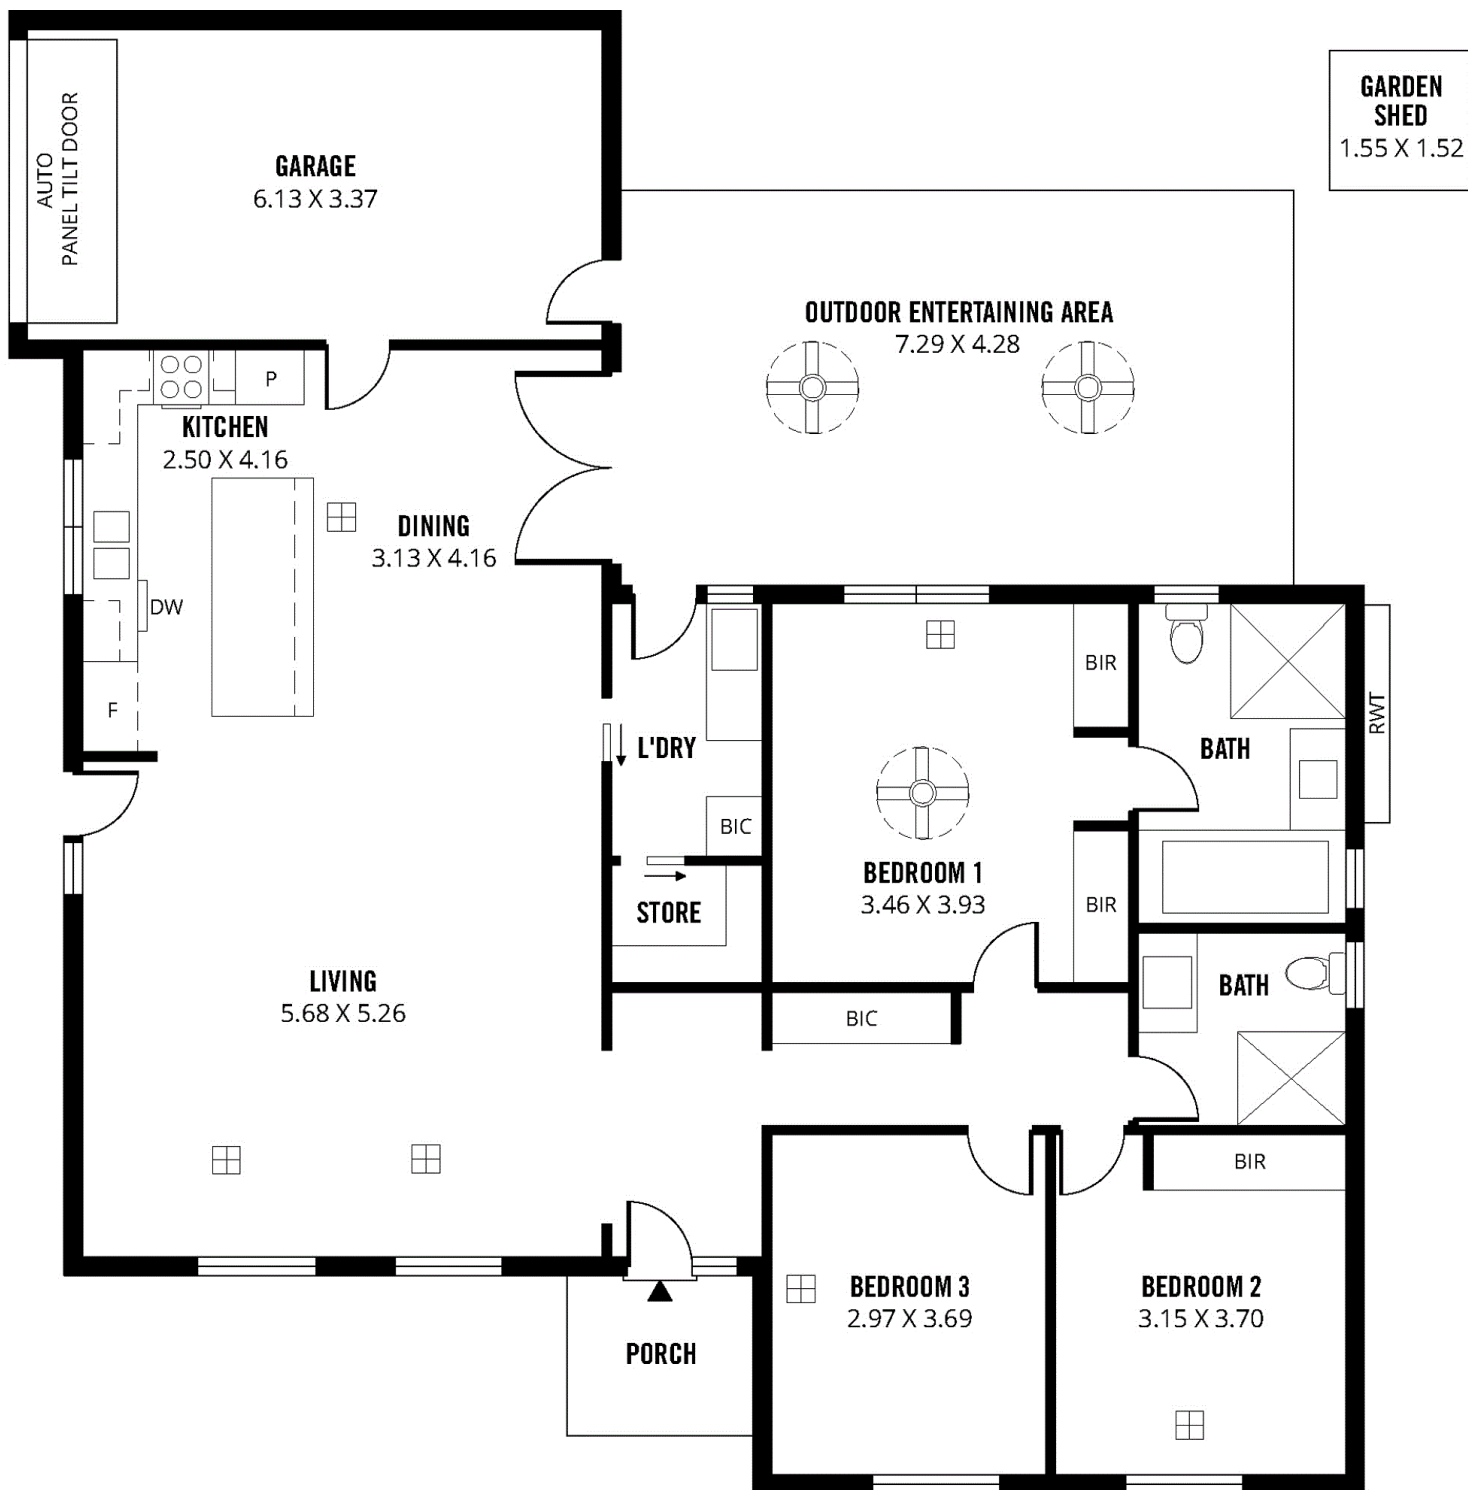 GARDEN
SHED
1.55 X 1.52
AUTO
PANEL TILT DOOR
GARAGE
6.13 X 3.37
OUTDOOR ENTERTAINING AREA
7.29 X 4.28
P
KITCHEN
2.50 X 4.16
DINING
3.13 X 4.16
DW
F
L'DRY
BIC
STORE
BIR
BATH
RWT
BEDROOM 1
3.46 X 3.93
BIR
LIVING
5.68 X 5.26
BIC
BATH
BIR
BEDROOM 3
2.97 X 3.69
BEDROOM 2
3.15 X 3.70
PORCH